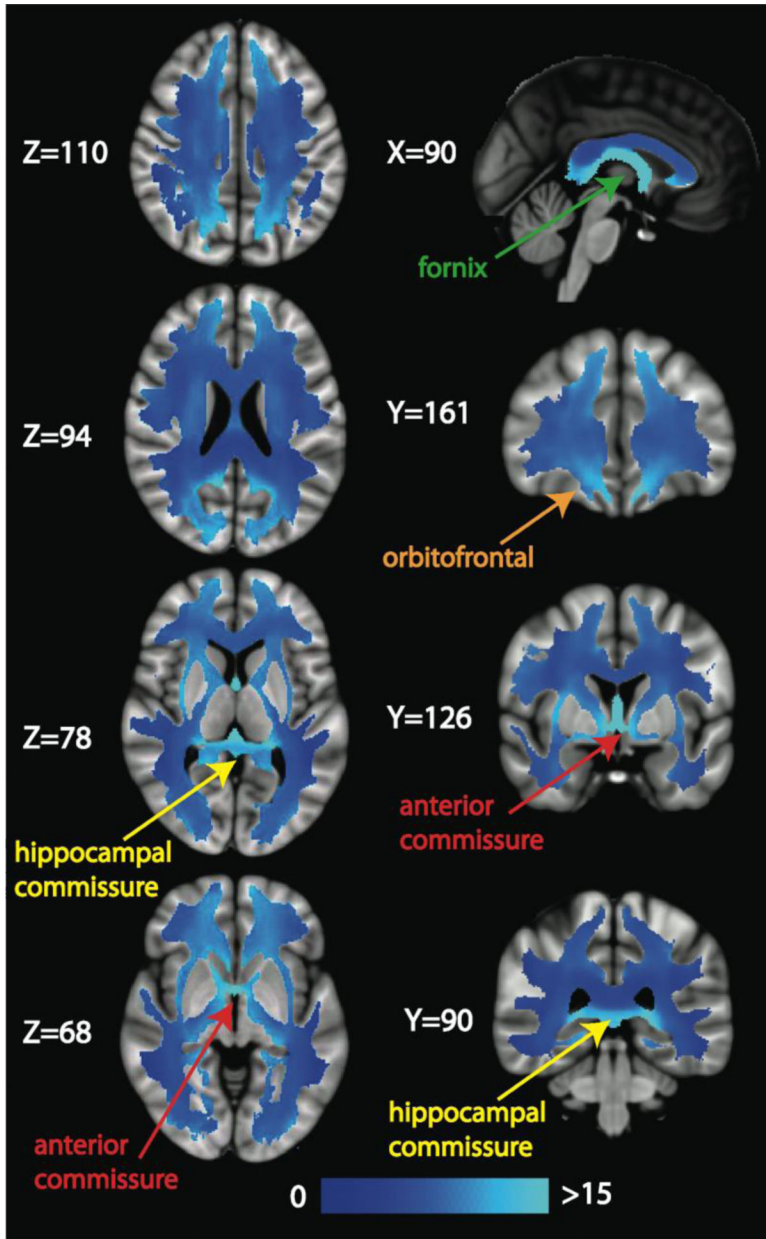 Z=110
X=90
fornix
Z=94
Y=161
orbitofrontal
Z=78
Y=126
hippocampal
commissure
anterior
commissure
Z=68
Y=90
anterior
commissure
hippocampal
commissure
0
>15